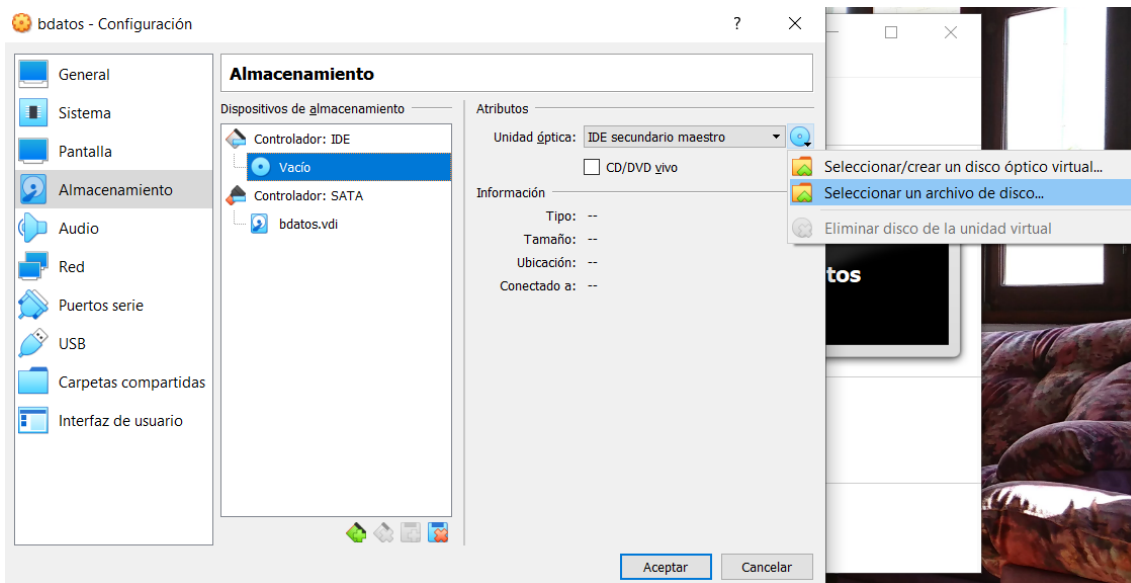 bdatos - Configuración
?
General
Sistema
Pantalla
Almacenamiento
Audio
Red
Puertos serie
USB
Carpetas compartidas
Interfaz de usuario
Almacenamiento
Dispositivos de almacenamiento
Controlador: IDE
Vacío
Controlador: SATA
bdatos.vdi
Atributos
Unidad óptica: IDE secundario maestro
CD/DVD vivo
Información
Tipo: --
Tamaño: --
Ubicación: --
Conectado a: --
Seleccionar/crear un disco óptico virtual...
Seleccionar un archivo de disco...
Eliminar disco de la unidad virtual
tos
Aceptar
Cancelar